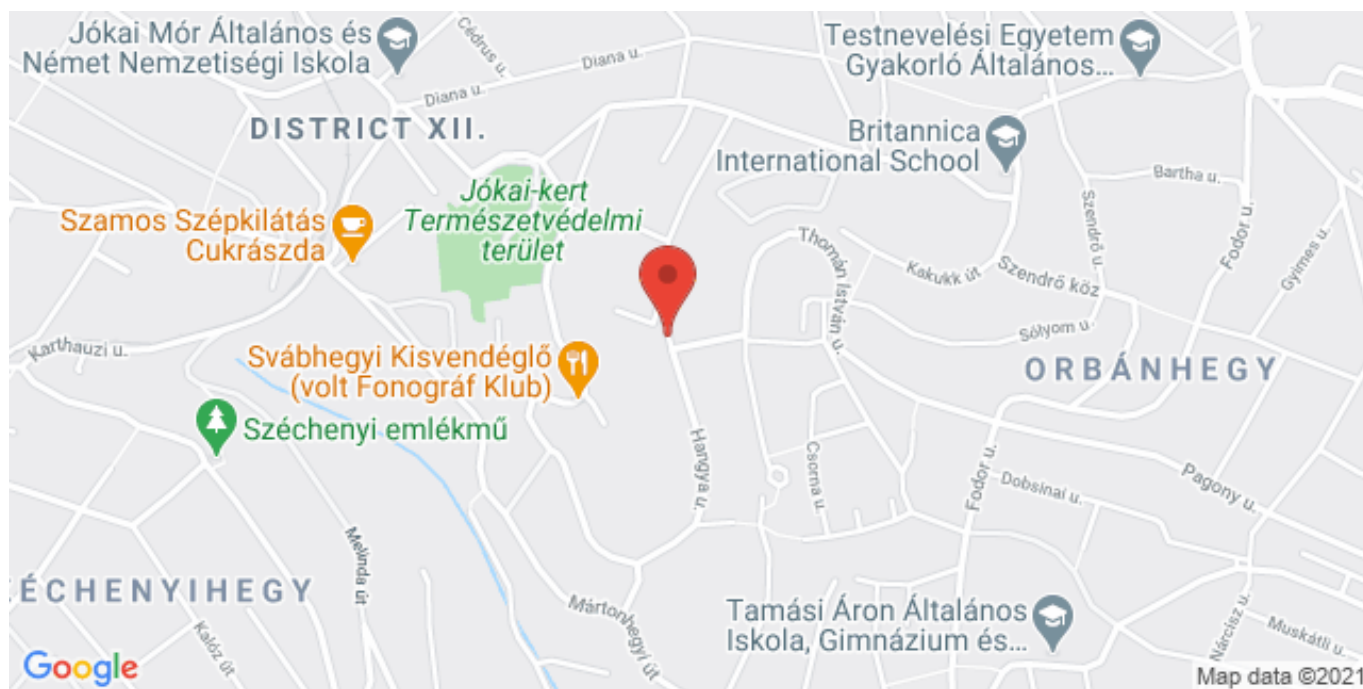 Jókai Mór Általános és
Német Nemzetiségi Iskola
Cédrus u.
Diana u.
Diana u.
Testnevelési Egyetem
Gyakorló Általános...
DISTRICT XII.
Britannica
International School
Bartha u.
Jókai-kert
Természetvédelmi
terület
Szamos Szépkilátás
Cukrászda
Thomán István u.
Kakukk út
Szendrő u.
Szendrő köz
Fodor u.
Gyimes u.
Sólyom u.
Karthauzi u.
Svábhegyi Kisvendéglő
(volt Fonográf Klub)
ORBÁNHEGY
Széchenyi emlékmű
Hangya u.
Csorna u.
Fodor u.
Dobsinai u.
Pagony u.
Melinda út
ÉCHENYIHEGY
Kalóz út
Mártonhegyi út
Tamási Áron Általános
Iskola, Gimnázium és...
Nárcisz u.
Muskátli u.
Google
Map data ©2021